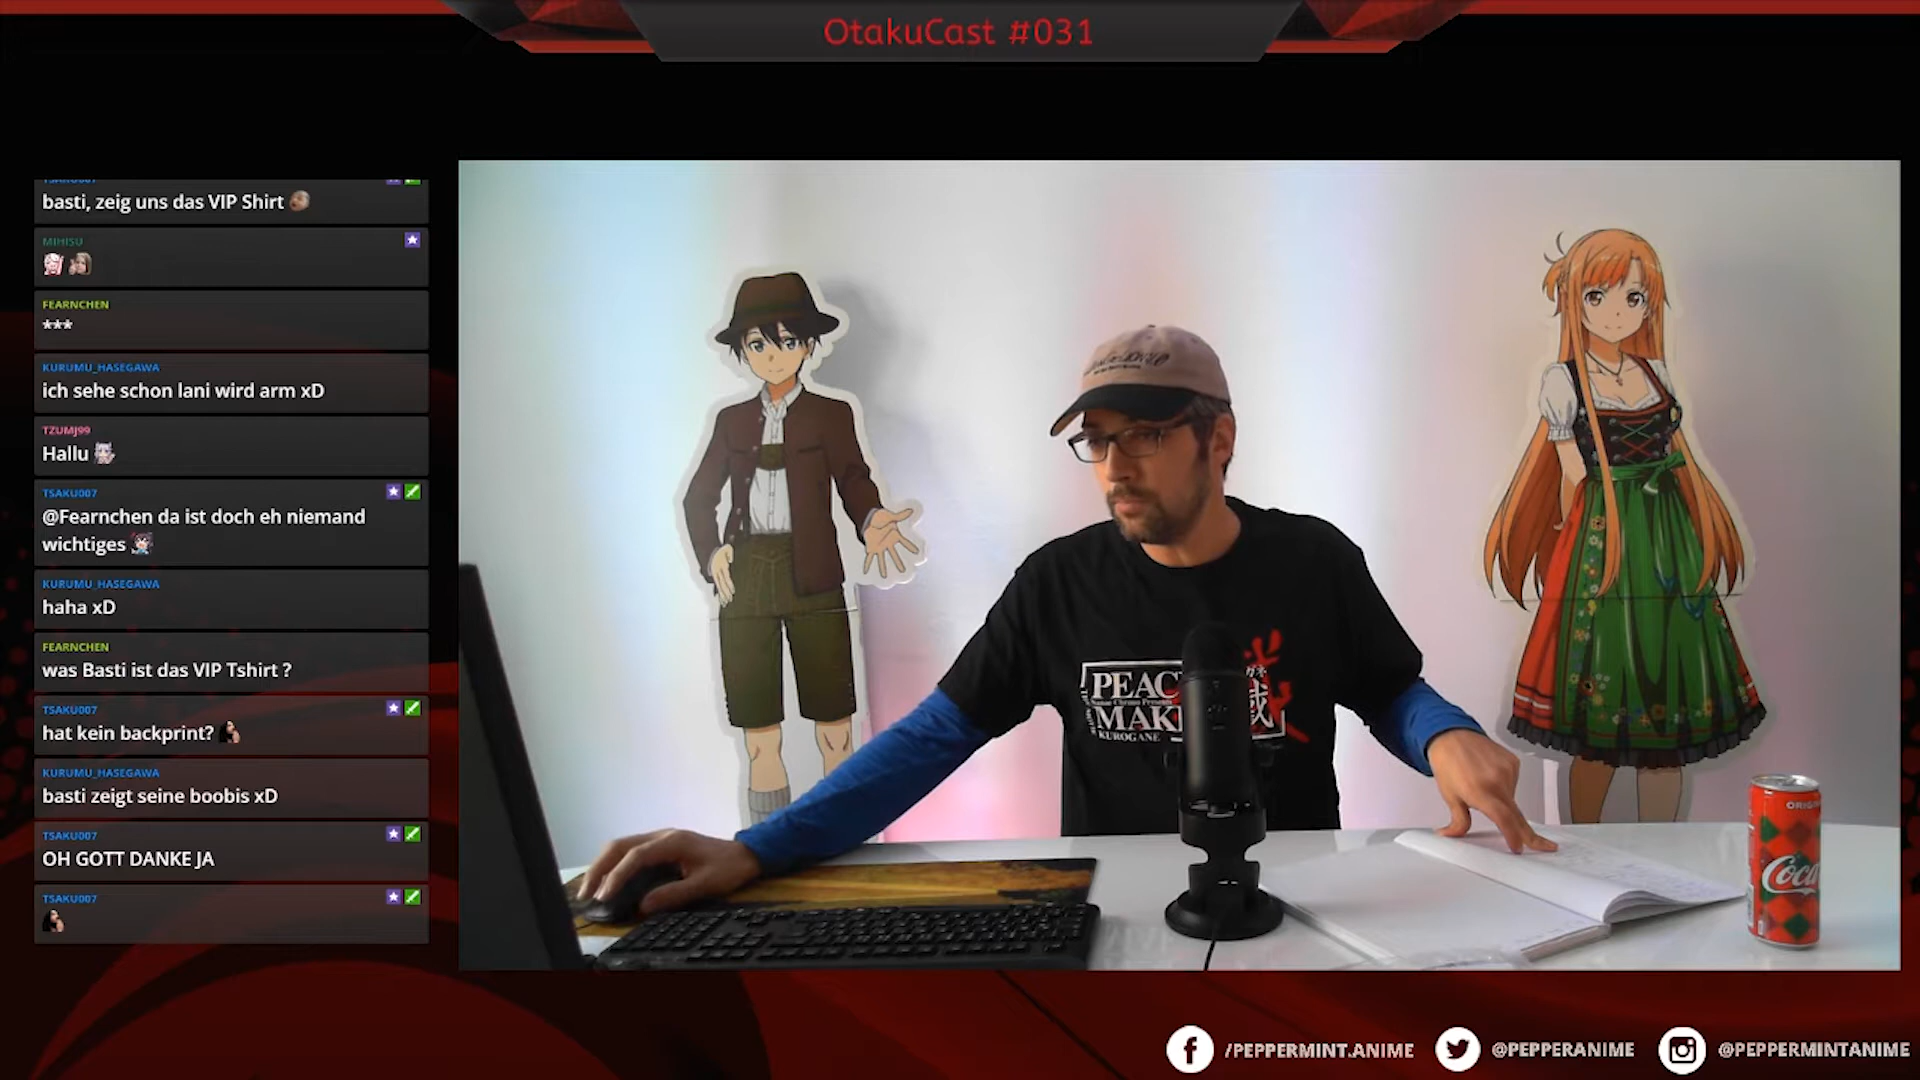 OtakuCast #031
basti, zeig uns das VIP Shirt
MIHISU
FEARNCHEN
***
KURUMU_HASEGAWA
ich sehe schon lani wird arm xD
TZUMJ99
Hallu
TSAKU007
@Fearnchen da ist doch eh niemand
wichtiges
KURUMU_HASEGAWA
haha xD
FEARNCHEN
was Basti ist das VIP Tshirt ?
TSAKU007
hat kein backprint?
KURUMU_HASEGAWA
basti zeigt seine boobis xD
TSAKU007
OH GOTT DANKE JA
TSAKU007
PEAC
MAK
KUROGANE
ORIG
Coca
/PEPPERMINT.ANIME
@PEPPERANIME
@PEPPERMINTANIME